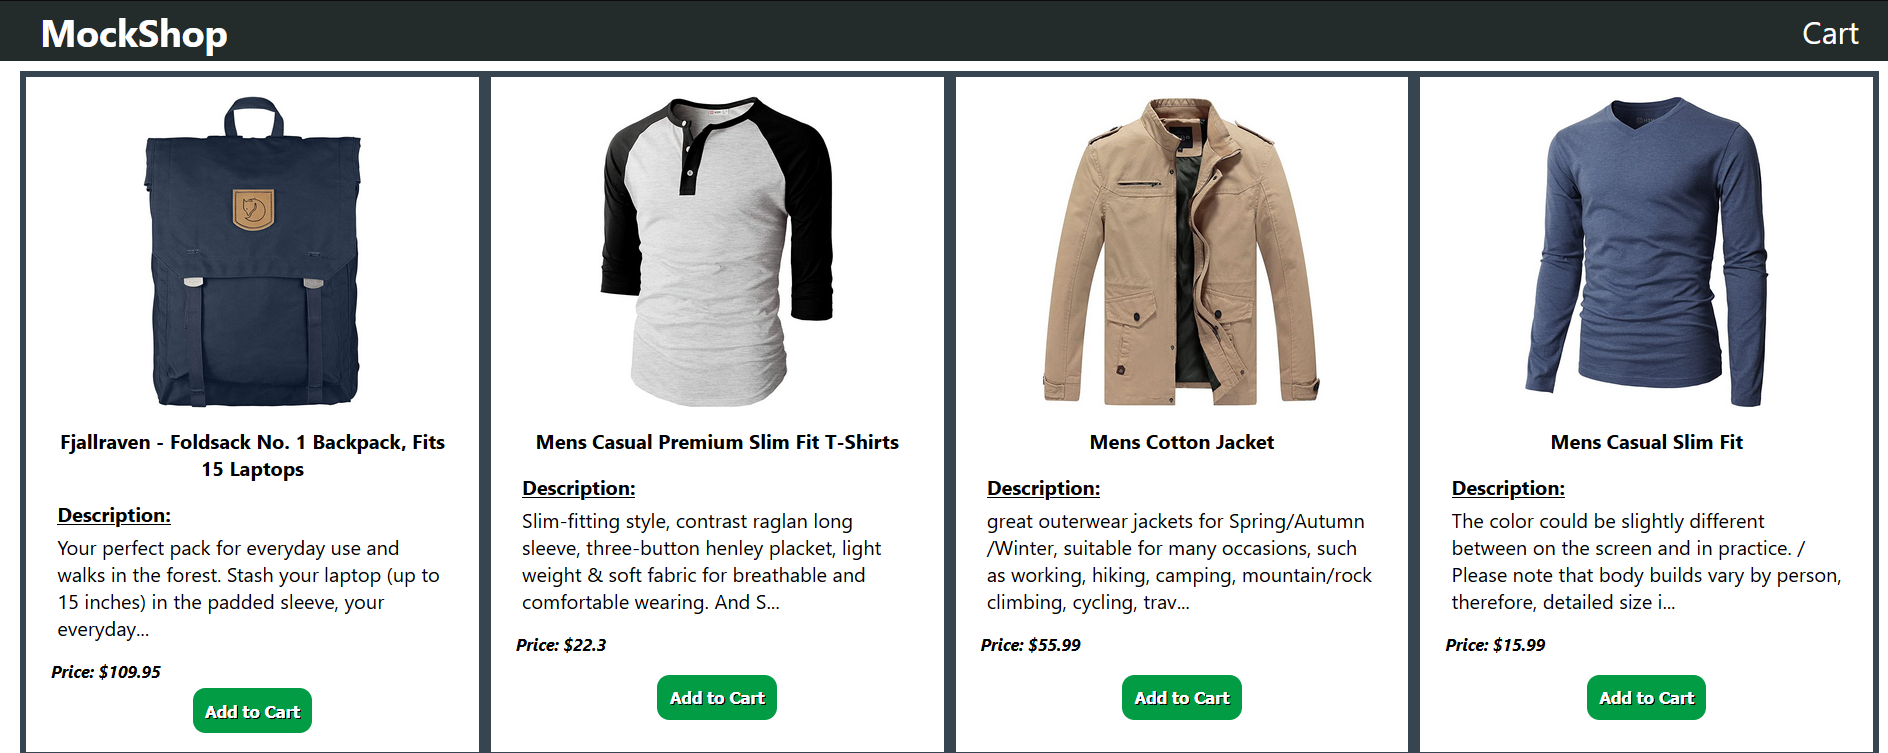 MockShop
Cart
Fjallraven - Foldsack No. 1 Backpack, Fits
15 Laptops
Description:
Your perfect pack for everyday use and
walks in the forest. Stash your laptop (up to
15 inches) in the padded sleeve, your
everyday...
Price: $109.95
Add to Cart
Mens Casual Premium Slim Fit T-Shirts
Description:
Slim-fitting style, contrast raglan long
sleeve, three-button henley placket, light
weight & soft fabric for breathable and
comfortable wearing. And S...
Price: $22.3
Add to Cart
Mens Cotton Jacket
Description:
great outerwear jackets for Spring/Autumn
/Winter, suitable for many occasions, such
as working, hiking, camping, mountain/rock
climbing, cycling, trav...
Price: $55.99
Add to Cart
Mens Casual Slim Fit
Description:
The color could be slightly different
between on the screen and in practice. /
Please note that body builds vary by person,
therefore, detailed size i...
Price: $15.99
Add to Cart